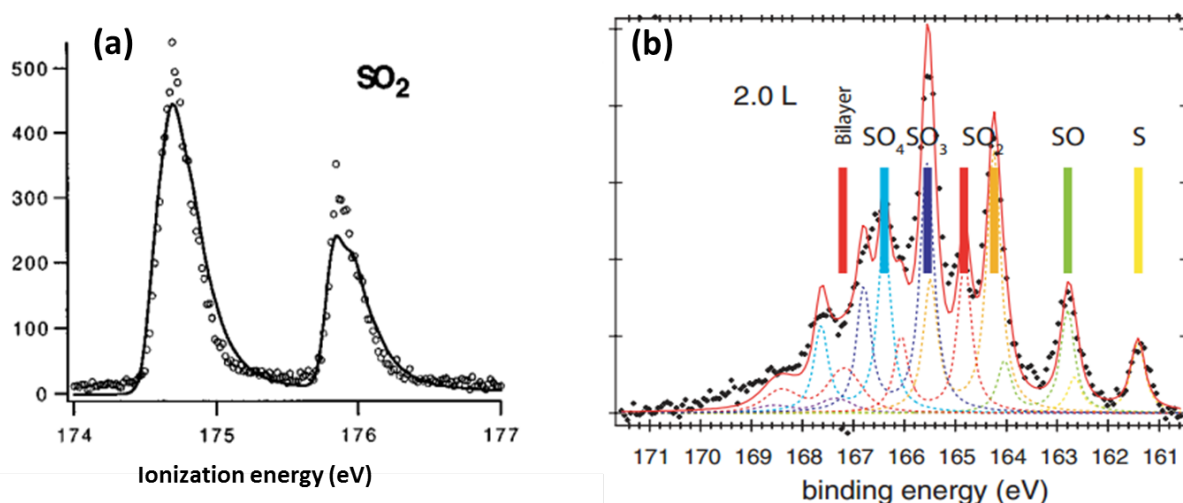 (a)
SO2
500
400
300
200
100
0
174
175
176
177
Ionization energy (eV)
(b)
2.0 L
Bilayer
SO4
SO3
SO2
SO
S
171 170 169 168 167 166 165 164 163 162 161
binding energy (eV)